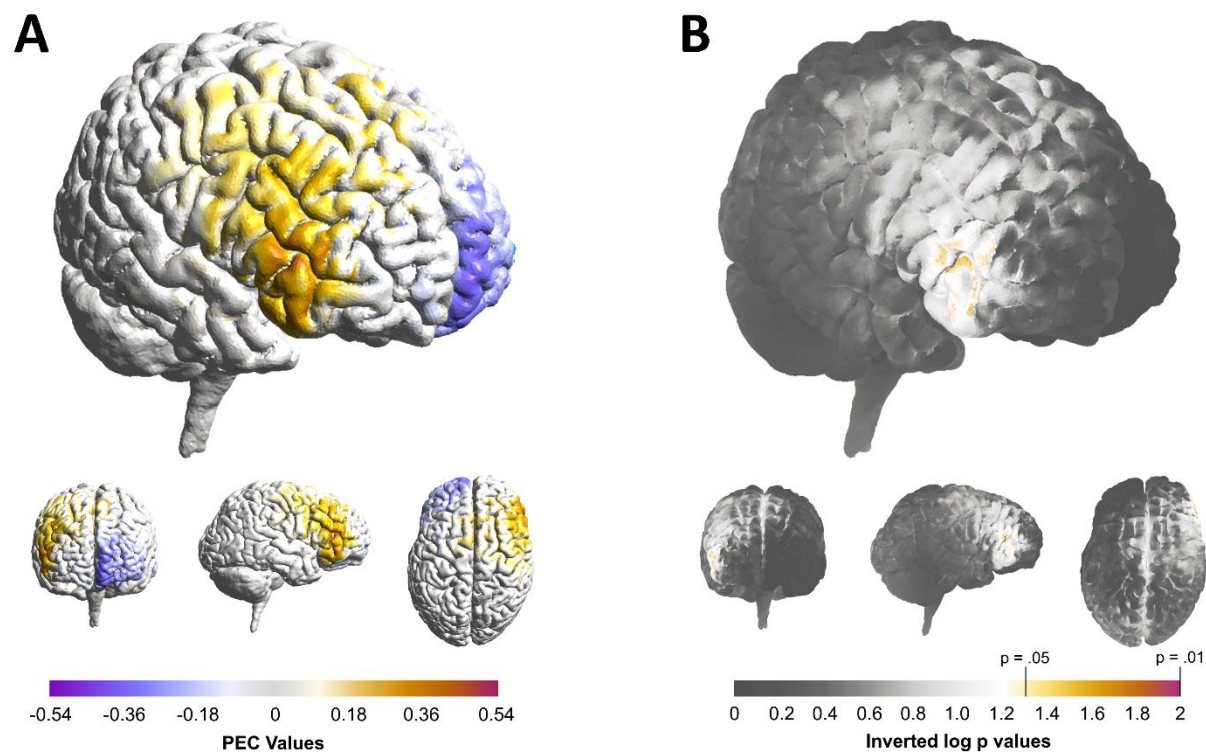 A
B
p = .05
p = .01
-0.54 -0.36 -0.18 0 0.18 0.36 0.54
PEC Values
0 0.2 0.4 0.6 0.8 1.0 1.2 1.4 1.6 1.8 2
Inverted log p values